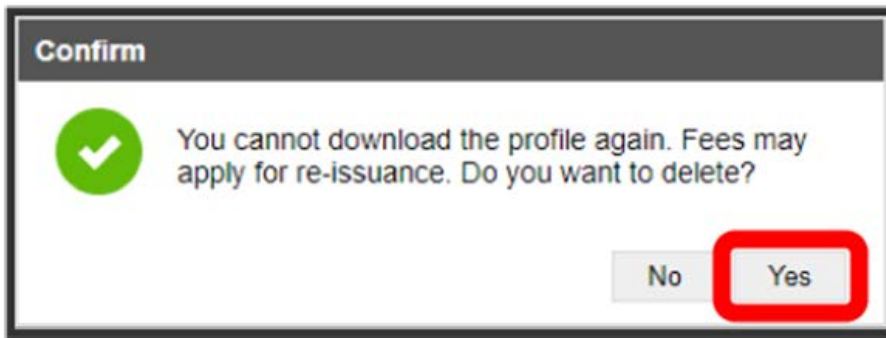 Confirm
You cannot download the profile again. Fees may
apply for re-issuance. Do you want to delete?
No Yes